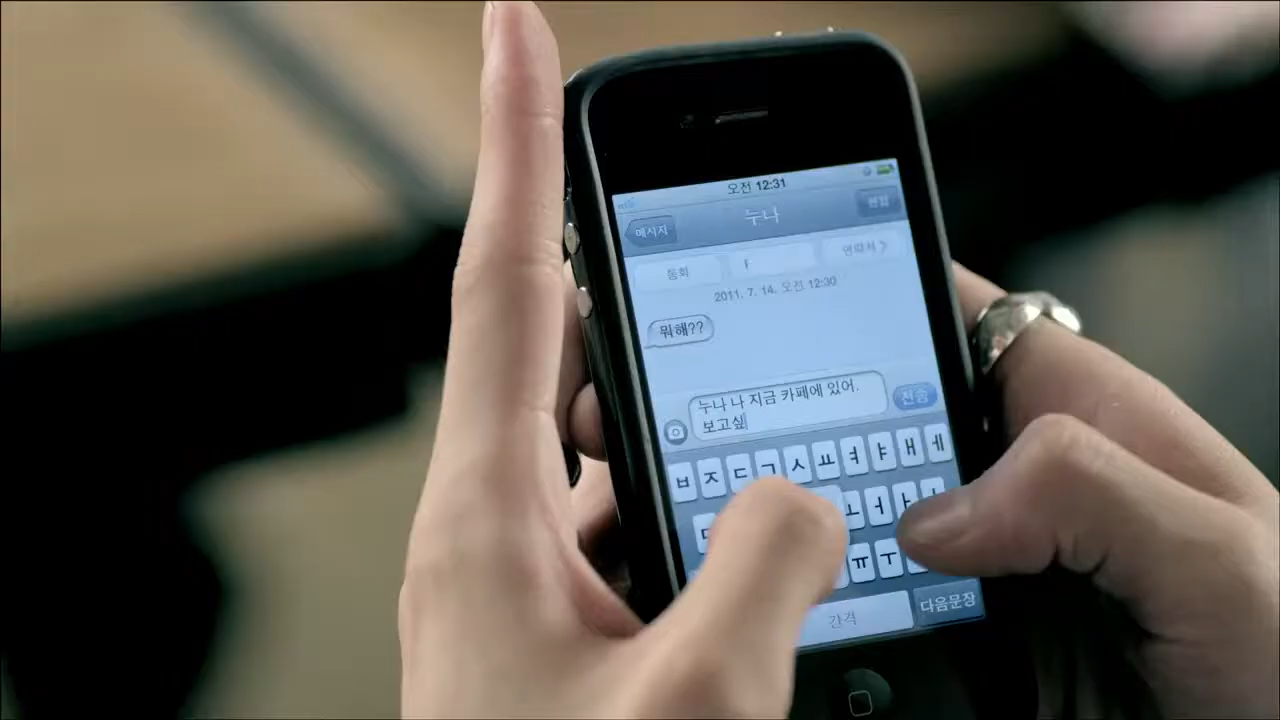 오전 12:31
메시지
누나
편집
통화
연락처
2011. 7. 14. 오전 12:30
뭐해??
누나 나 지금 카페에 있어.
보고싶
전송
ㅂ ㅈ ㄷ ㄱ ㅅ ㅛ ㅕ ㅑ ㅐ ㅔ
ㅁ ㅗ ㅓ ㅏ ㅣ
ㅠ ㅜ
간격
다음문장